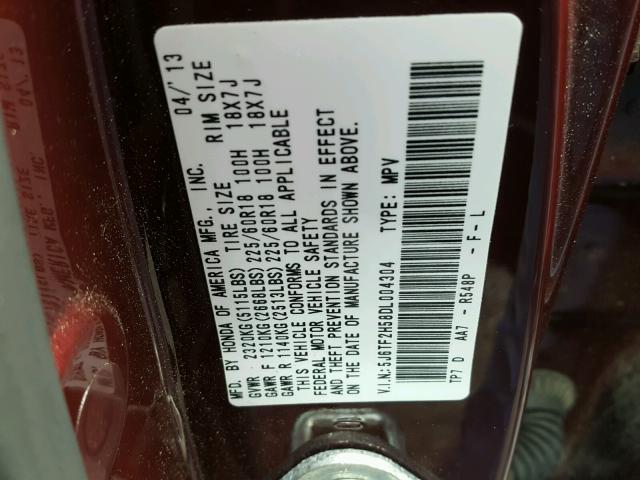 MFD. BY HONDA OF AMERICA MFG., INC. 04/'13
GVWR 2320KG(5115LBS) TIRE SIZE RIM SIZE
GAWR F 1210KG(2668LBS) 225/60R18 100H 18X7J
GAWR R 1140KG(2513LBS) 225/60R18 100H 18X7J
THIS VEHICLE CONFORMS TO ALL APPLICABLE
FEDERAL MOTOR VEHICLE SAFETY
AND THEFT PREVENTION STANDARDS IN EFFECT
ON THE DATE OF MANUFACTURE SHOWN ABOVE.
V.I.N.:5J6TF2H58DL004304 TYPE: MPV
TP7 D AA7 - R548P - F - L